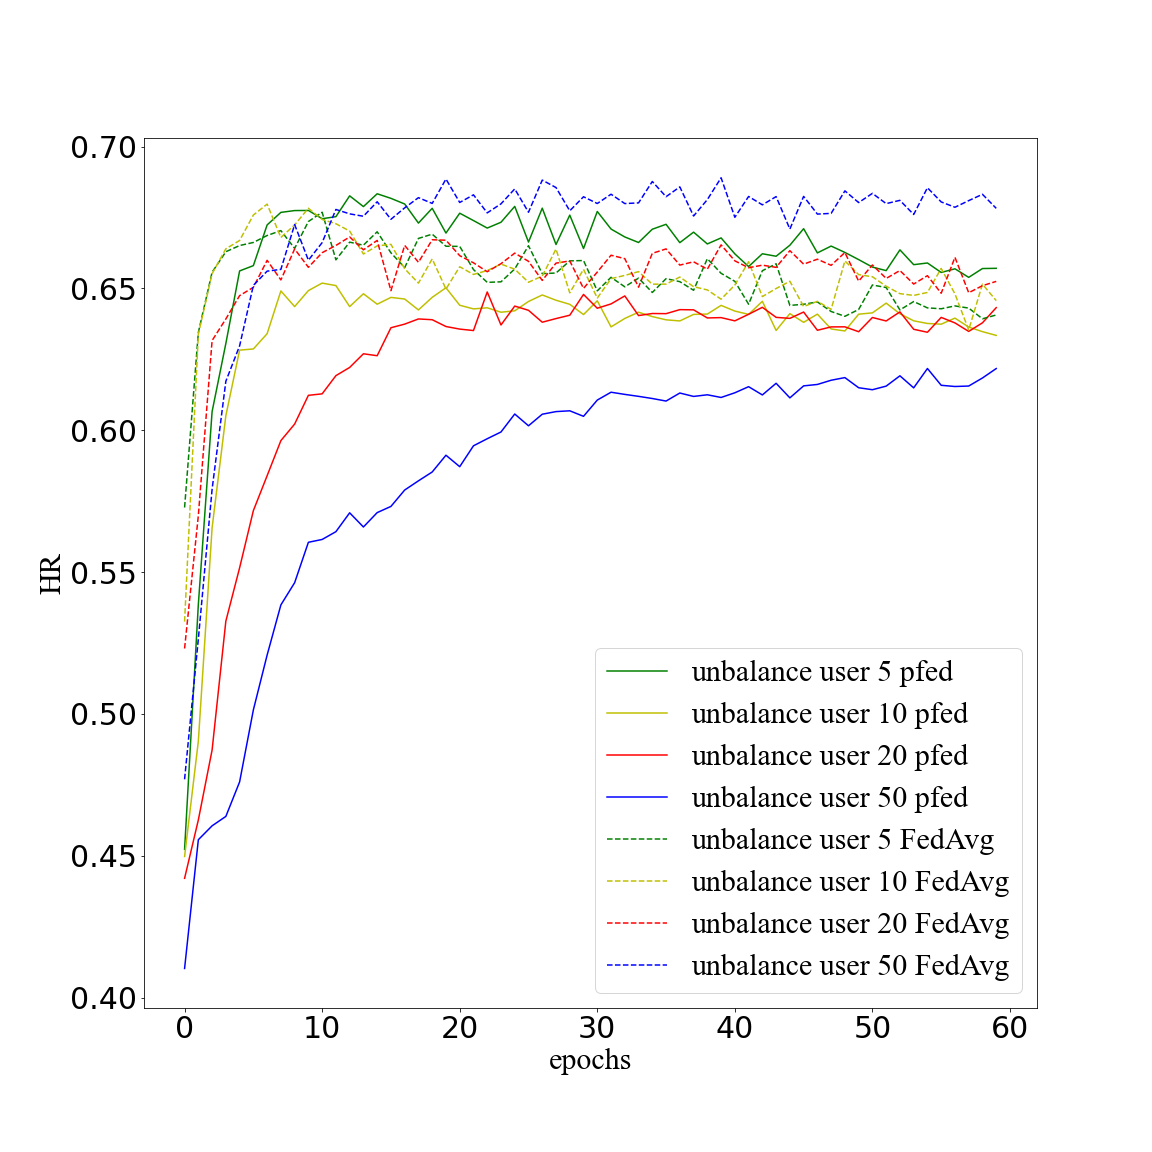 0.70
0.65
0.60
0.55
0.50
0.45
0.40
HR
unbalance user 5 pfed
unbalance user 10 pfed
unbalance user 20 pfed
unbalance user 50 pfed
unbalance user 5 FedAvg
unbalance user 10 FedAvg
unbalance user 20 FedAvg
unbalance user 50 FedAvg
0 10 20 30 40 50 60
epochs